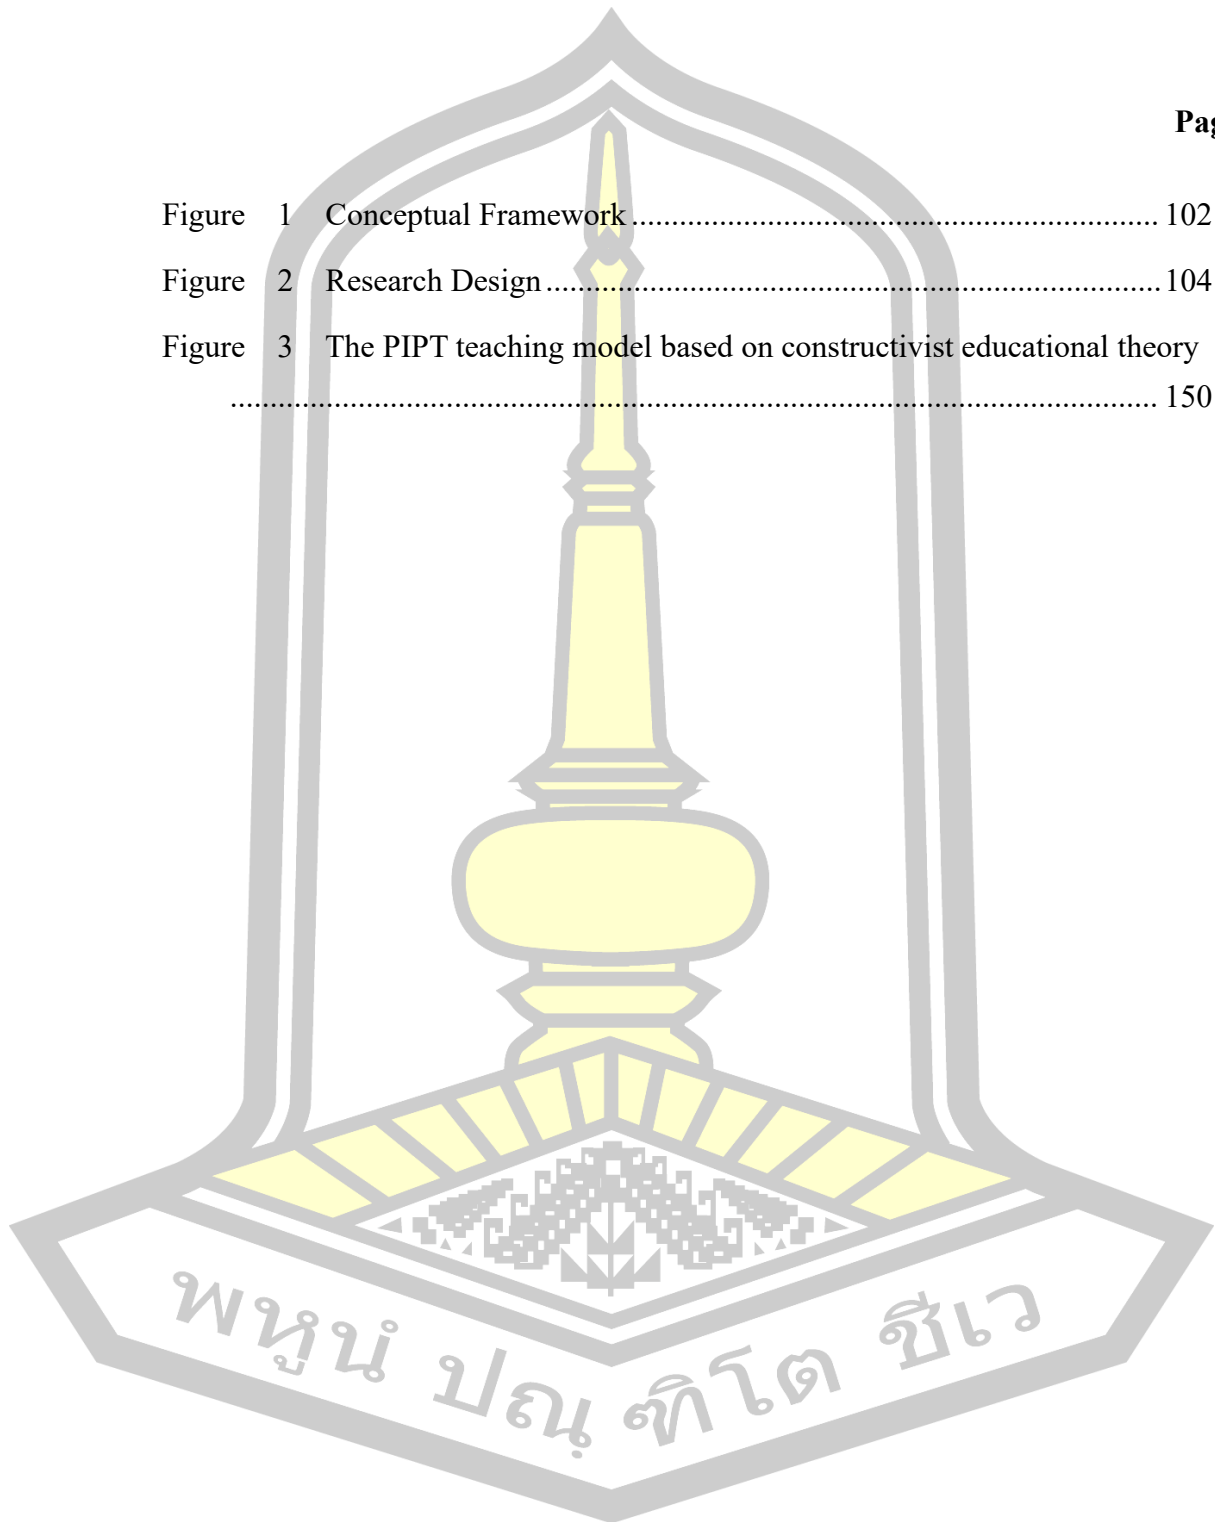 Pag
Figure 1 Conceptual Framework ................................................................. 102
Figure 2 Research Design ............................................................................. 104
Figure 3 The PIPT teaching model based on constructivist educational theory
.................................................................................................................... 150
พหูนํ ปณฺฑิโต ชีเว